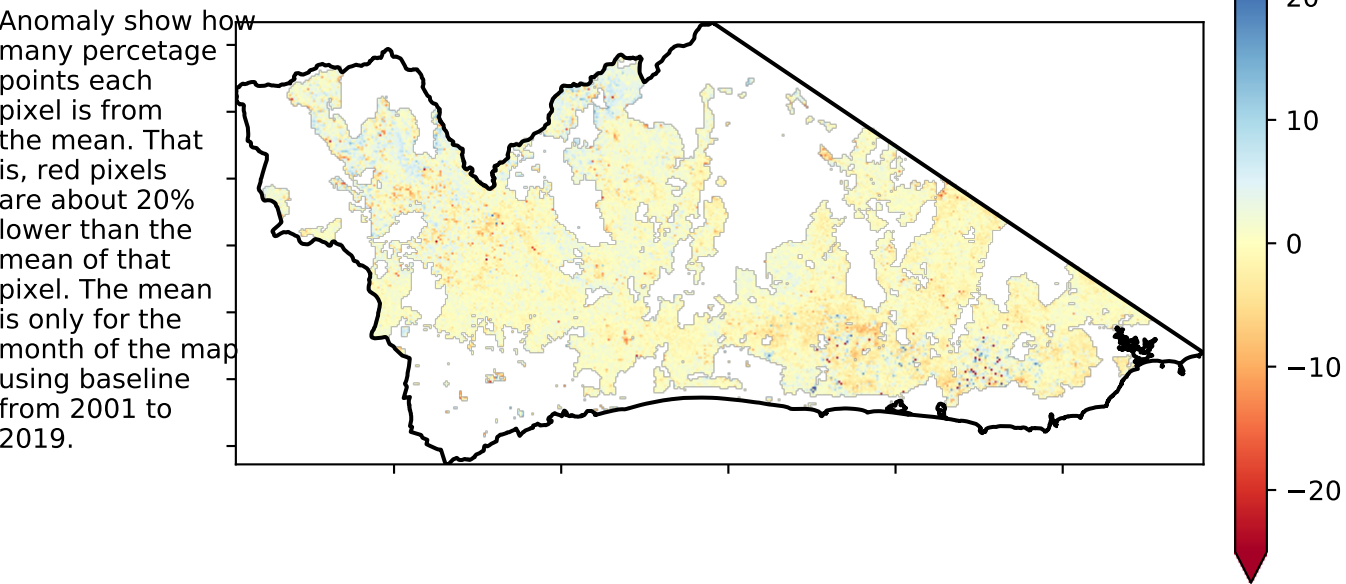 Anomaly show how
many percetage
points each
pixel is from
the mean. That
is, red pixels
are about 20%
lower than the
mean of that
pixel. The mean
is only for the
month of the map
using baseline
from 2001 to
2019.
20
10
0
−10
−20